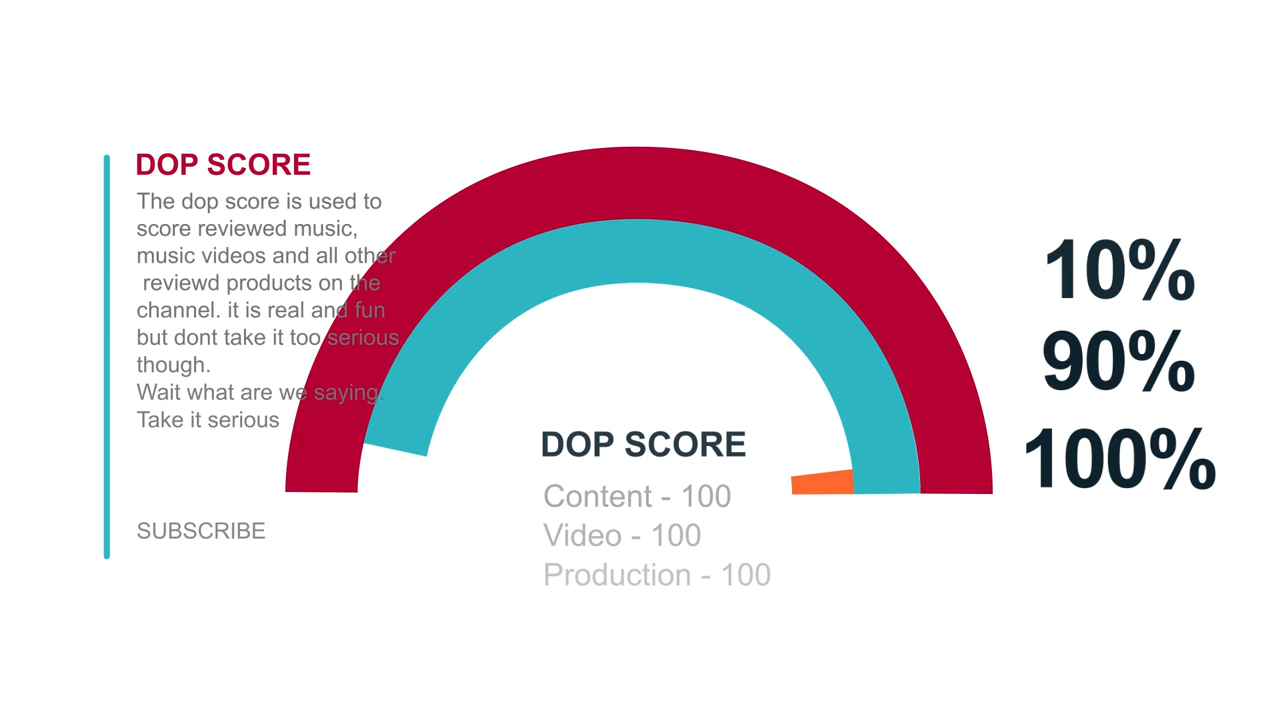 DOP SCORE
The dop score is used to
score reviewed music,
music videos and all other
reviewd products on the
channel. it is real and fun
but dont take it too serious
though.
Wait what are we saying.
Take it serious
SUBSCRIBE
DOP SCORE
Content - 100
Video - 100
Production - 100
10%
90%
100%